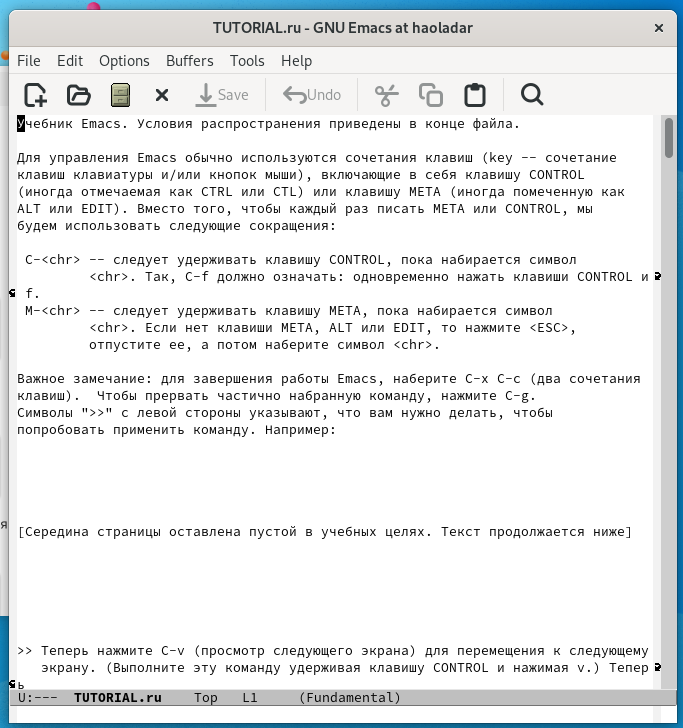 TUTORIAL.ru - GNU Emacs at haoladar
File Edit Options Buffers Tools Help
Save Undo
Учебник Emacs. Условия распространения приведены в конце файла.
Для управления Emacs обычно используются сочетания клавиш (key -- сочетание
клавиш клавиатуры и/или кнопок мыши), включающие в себя клавишу CONTROL
(иногда отмечаемая как CTRL или CTL) или клавишу META (иногда помеченную как
ALT или EDIT). Вместо того, чтобы каждый раз писать META или CONTROL, мы
будем использовать следующие сокращения:
C-<chr> -- следует удерживать клавишу CONTROL, пока набирается символ
<chr>. Так, C-f должно означать: одновременно нажать клавиши CONTROL и
f.
M-<chr> -- следует удерживать клавишу META, пока набирается символ
<chr>. Если нет клавиши META, ALT или EDIT, то нажмите <ESC>,
отпустите ее, а потом наберите символ <chr>.
Важное замечание: для завершения работы Emacs, наберите C-x C-c (два сочетания
клавиш).  Чтобы прервать частично набранную команду, нажмите C-g.
Символы ">>" с левой стороны указывают, что вам нужно делать, чтобы
попробовать применить команду. Например:
[Середина страницы оставлена пустой в учебных целях. Текст продолжается ниже]
>> Теперь нажмите C-v (просмотр следующего экрана) для перемещения к следующему
экрану. (Выполните эту команду удерживая клавишу CONTROL и нажимая v.) Тепер
ь
U:--- TUTORIAL.ru Top L1 (Fundamental)
я